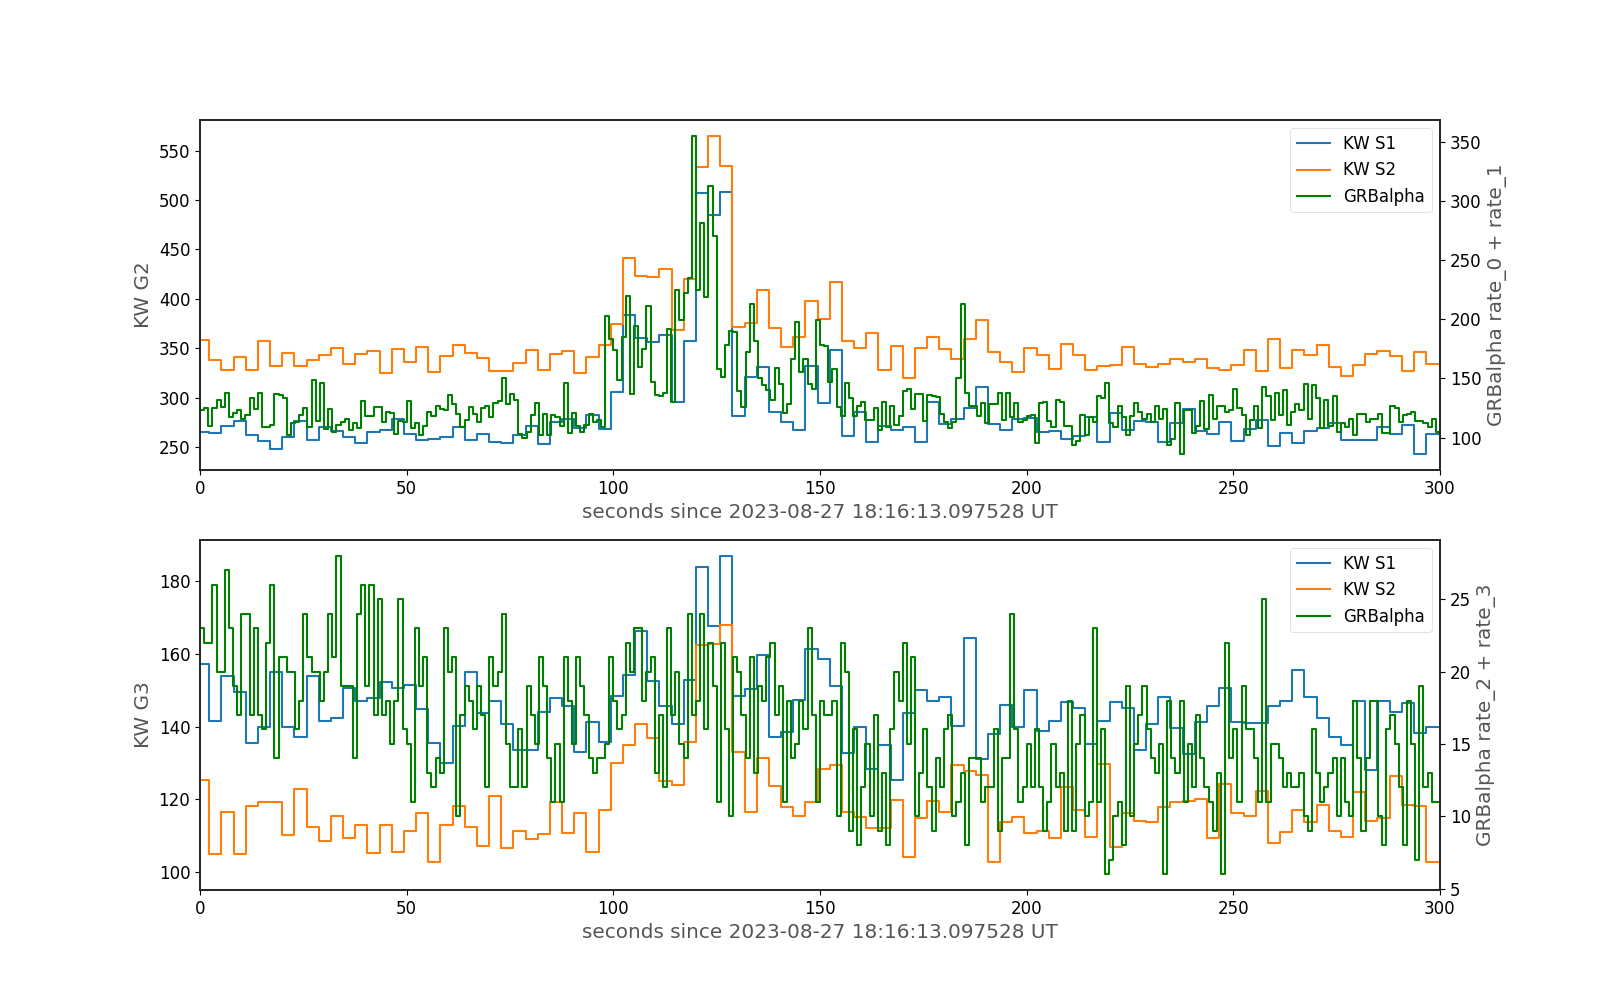 KW S1
KW S2
GRBalpha
550
500
450
400
350
300
250
KW G2
350
300
250
200
150
100
GRBalpha rate_0 + rate_1
0 50 100 150 200 250 300
seconds since 2023-08-27 18:16:13.097528 UT
KW S1
KW S2
GRBalpha
180
160
140
120
100
KW G3
25
20
15
10
5
GRBalpha rate_2 + rate_3
0 50 100 150 200 250 300
seconds since 2023-08-27 18:16:13.097528 UT